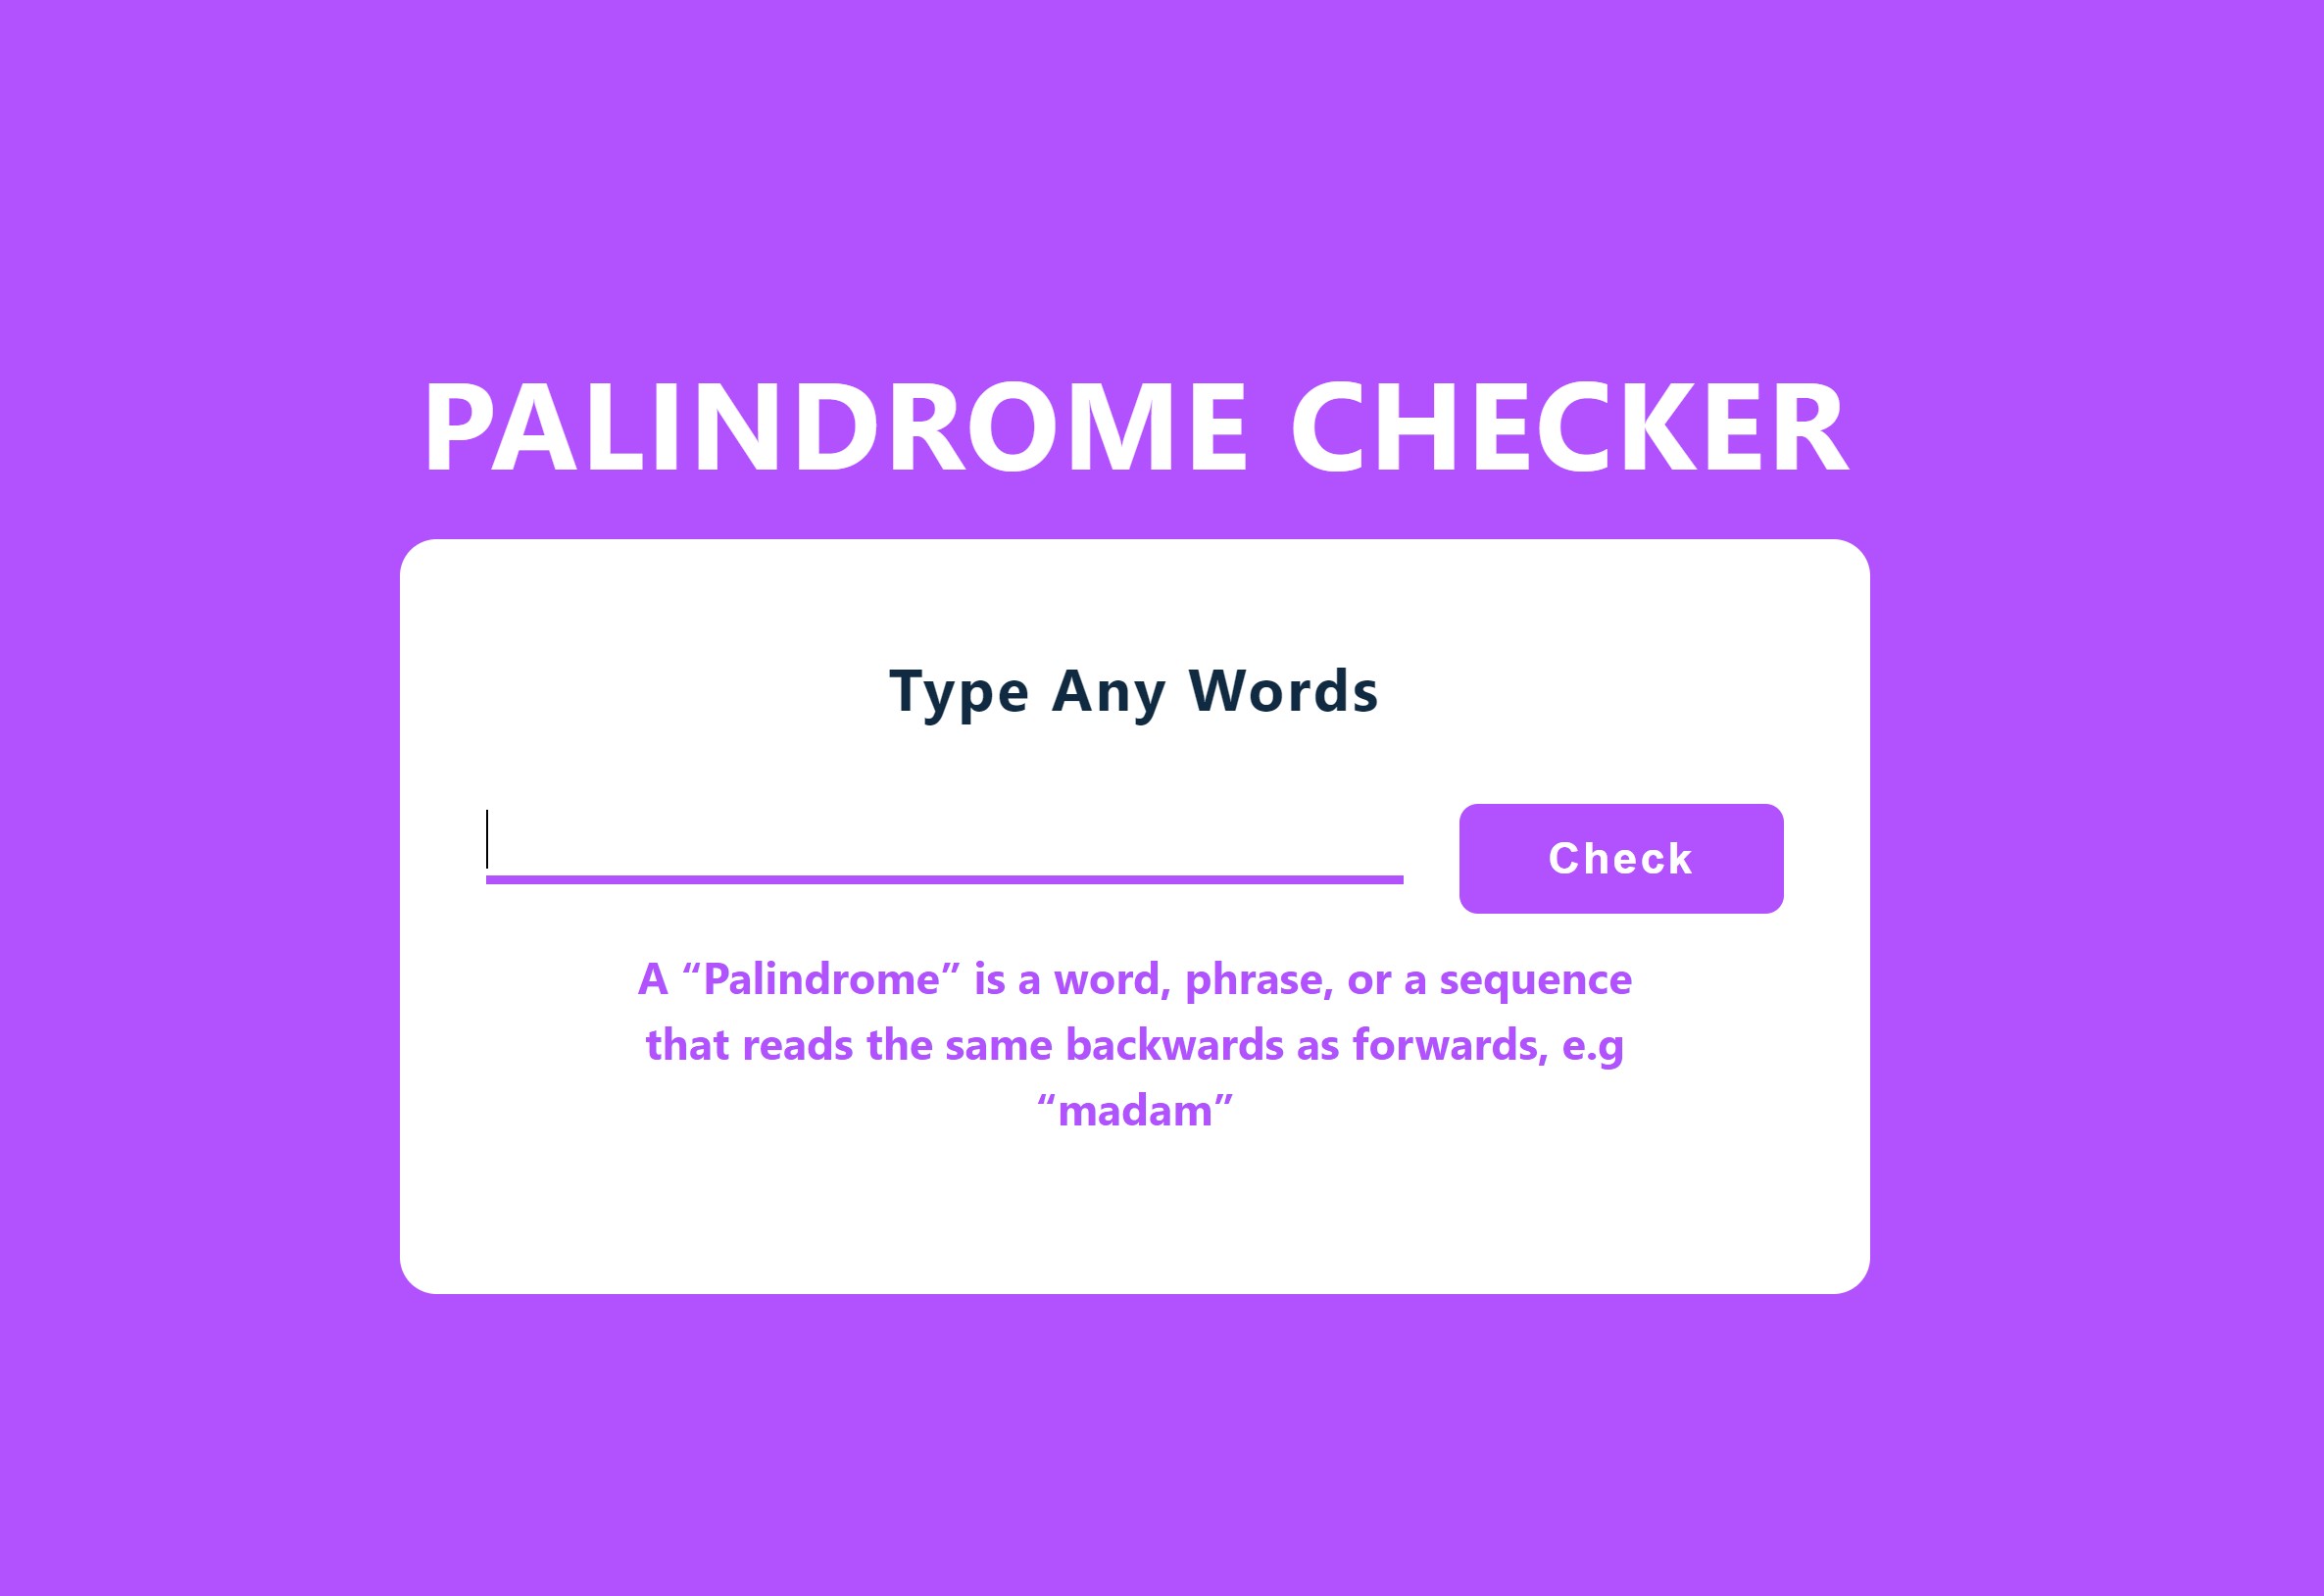 PALINDROME CHECKER
Type Any Words
Check
A “Palindrome” is a word, phrase, or a sequence
that reads the same backwards as forwards, e.g
“madam”